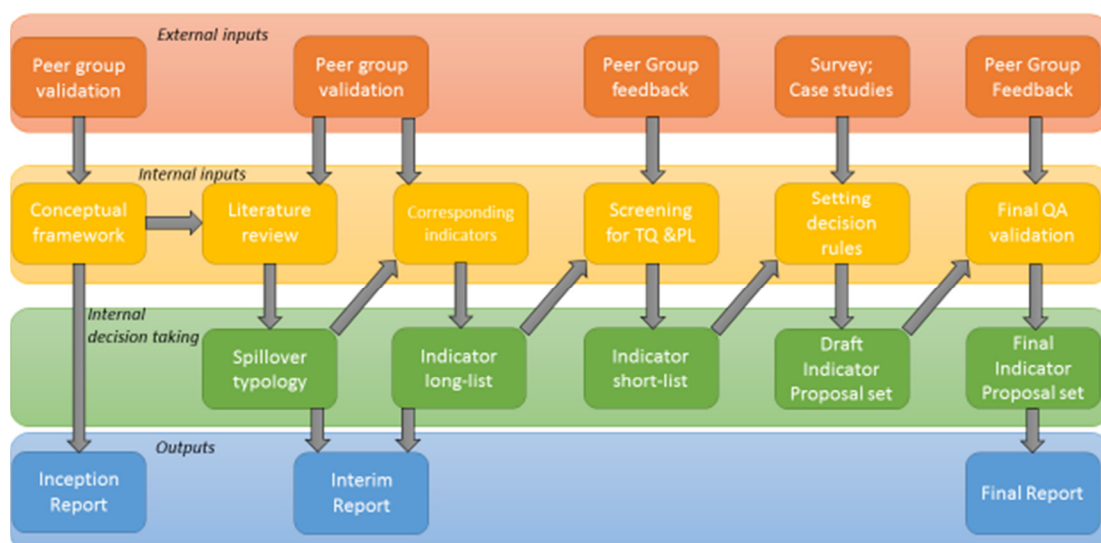 External inputs
Peer group
validation
Peer group
validation
Peer Group
feedback
Survey;
Case studies
Peer Group
Feedback
Internal inputs
Conceptual
framework
Literature
review
Corresponding
indicators
Screening
for TQ &PL
Setting
decision
rules
Final QA
validation
Internal
decision taking
Spillover
typology
Indicator
long-list
Indicator
short-list
Draft
Indicator
Proposal set
Final
Indicator
Proposal set
Outputs
Inception
Report
Interim
Report
Final Report